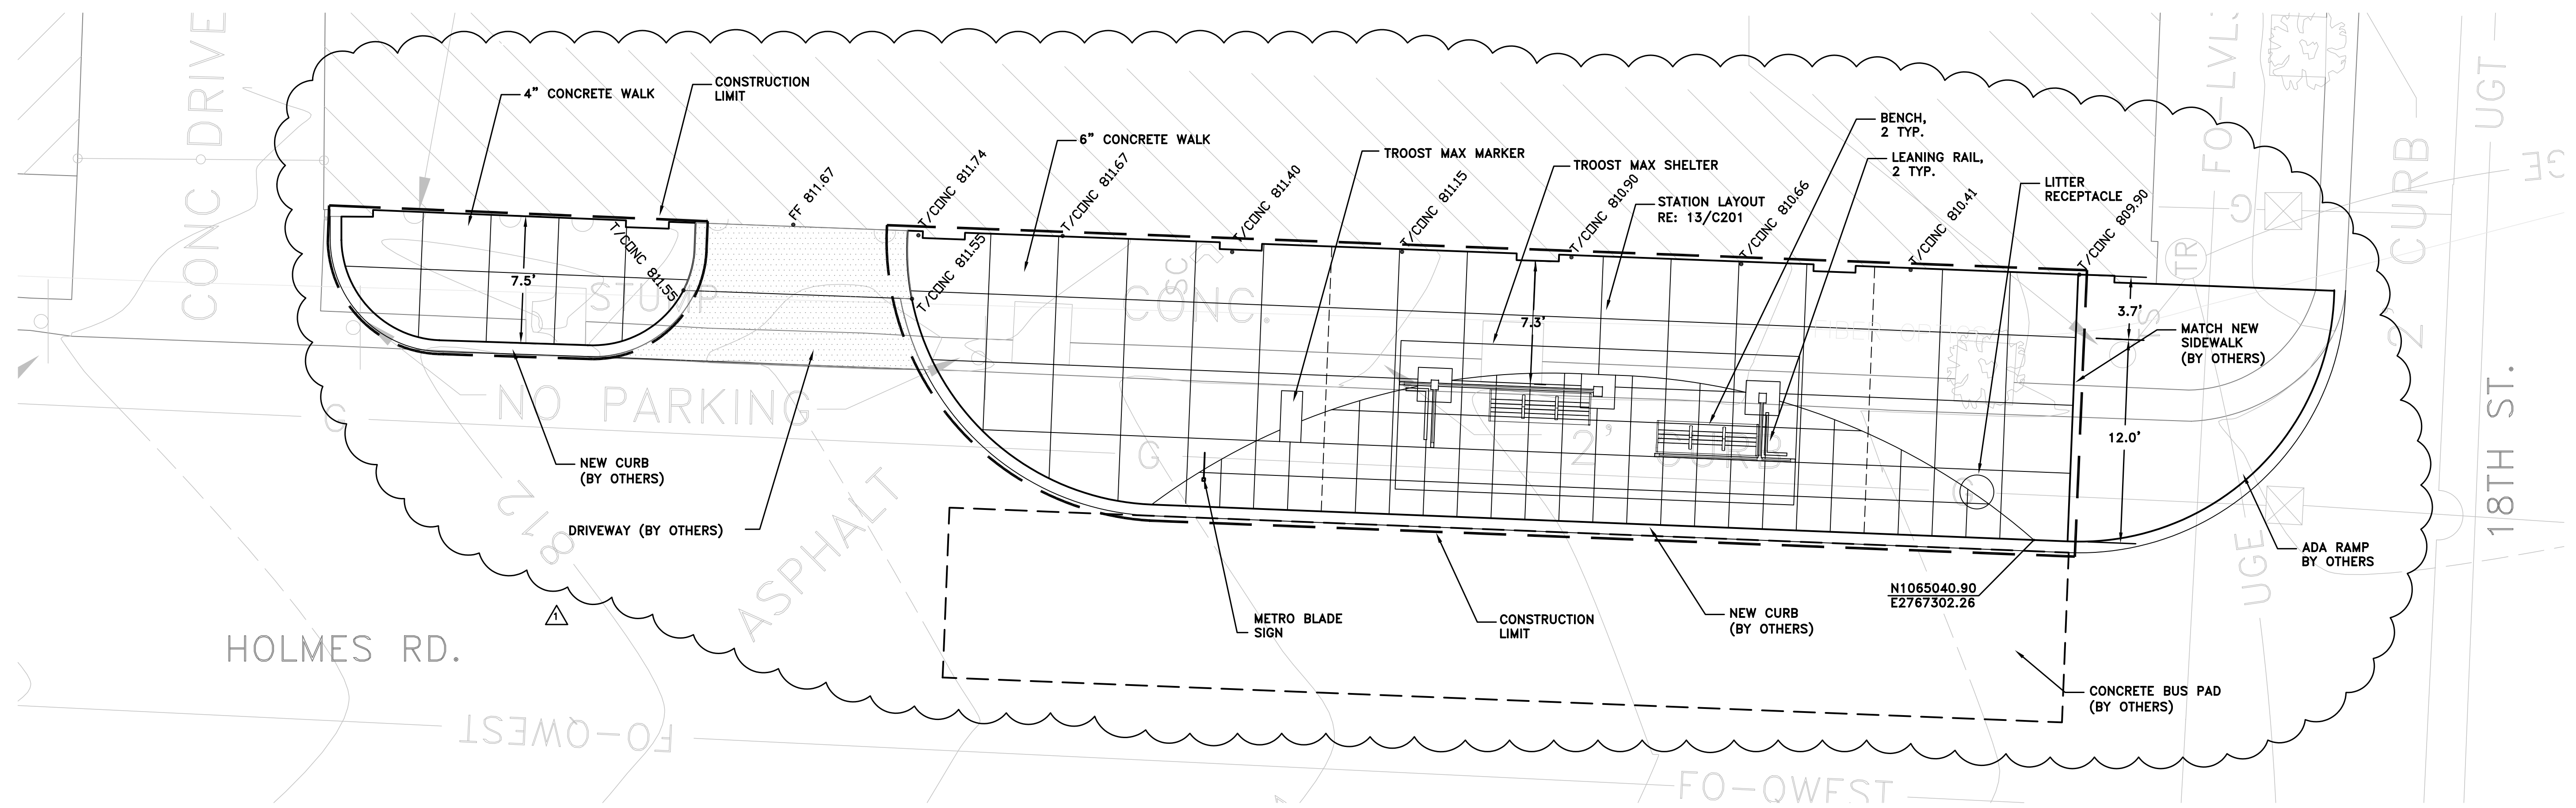 CONC DRIVE
4” CONCRETE WALK
CONSTRUCTION
LIMIT
FF 811.67
T/CONC 811.74
6” CONCRETE WALK
T/CONC 811.67
T/CONC 811.40
TROOST MAX MARKER
T/CONC 811.15
TROOST MAX SHELTER
T/CONC 810.90
STATION LAYOUT
RE: 13/C201
BENCH,
2 TYP.
LEANING RAIL,
2 TYP.
T/CONC 810.66
T/CONC 810.41
LITTER
RECEPTACLE
T/CONC 809.90
FO-LVL3
2' CURB
UGT
T/CONC 811.55
T/CONC 811.55
7.5'
STUMP
CONC.
7.3'
3.7'
TR
G
S
MATCH NEW
SIDEWALK
(BY OTHERS)
NO PARKING
G
G
2' CURB
12.0'
18TH ST.
NEW CURB
(BY OTHERS)
DRIVEWAY (BY OTHERS)
812
ASPHALT
UGE
ADA RAMP
BY OTHERS
N1065040.90
E2767302.26
1
METRO BLADE
SIGN
CONSTRUCTION
LIMIT
NEW CURB
(BY OTHERS)
HOLMES RD.
CONCRETE BUS PAD
(BY OTHERS)
FO-QWEST
FO-QWEST